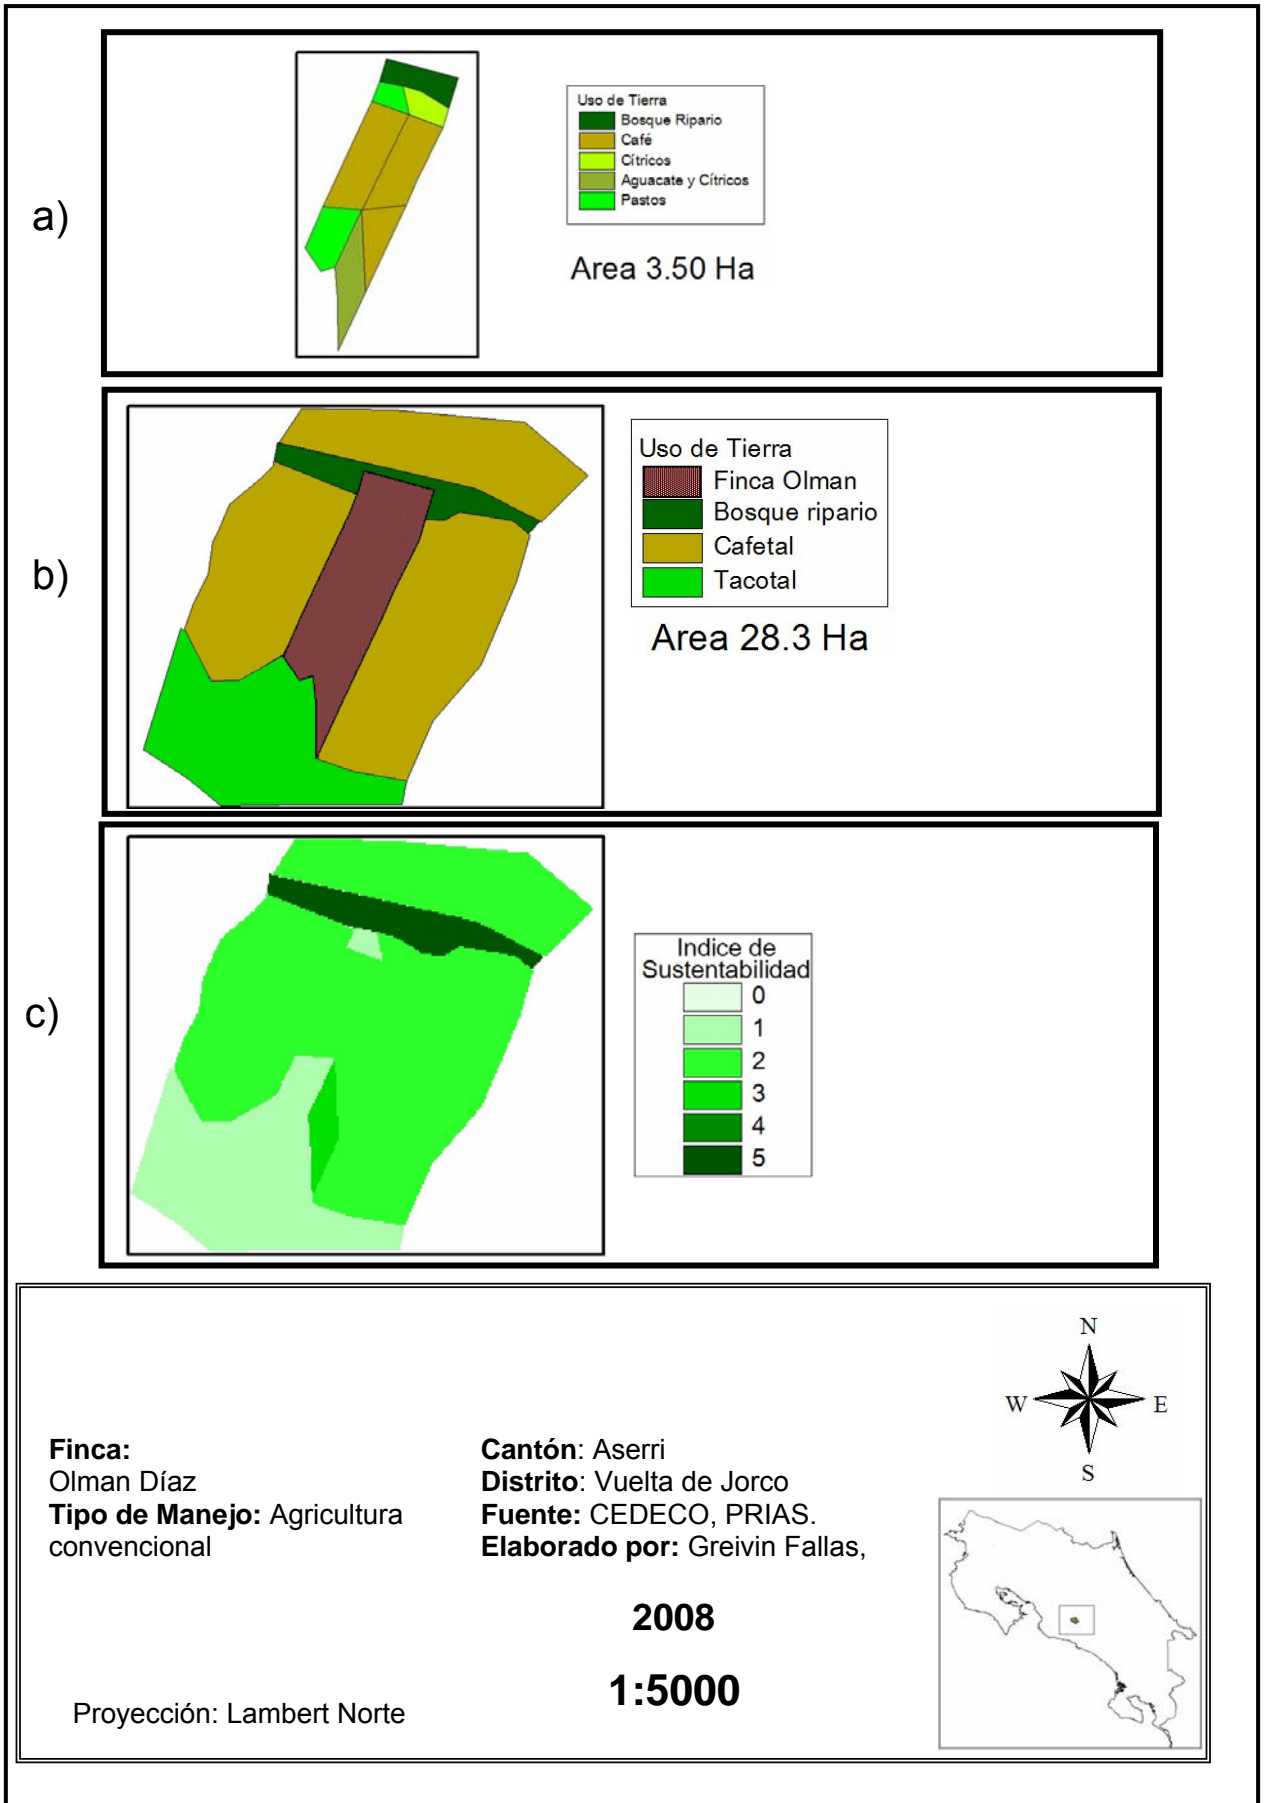 a)
Uso de Tierra
Bosque Ripario
Café
Cítricos
Aguacate y Cítricos
Pastos
Area 3.50 Ha
b)
Uso de Tierra
Finca Olman
Bosque ripario
Cafetal
Tacotal
Area 28.3 Ha
c)
Indice de
Sustentabilidad
0
1
2
3
4
5
N
W E
S
Finca:
Olman Díaz
Tipo de Manejo: Agricultura
convencional
Cantón: Aserri
Distrito: Vuelta de Jorco
Fuente: CEDECO, PRIAS.
Elaborado por: Greivin Fallas,
2008
1:5000
Proyección: Lambert Norte